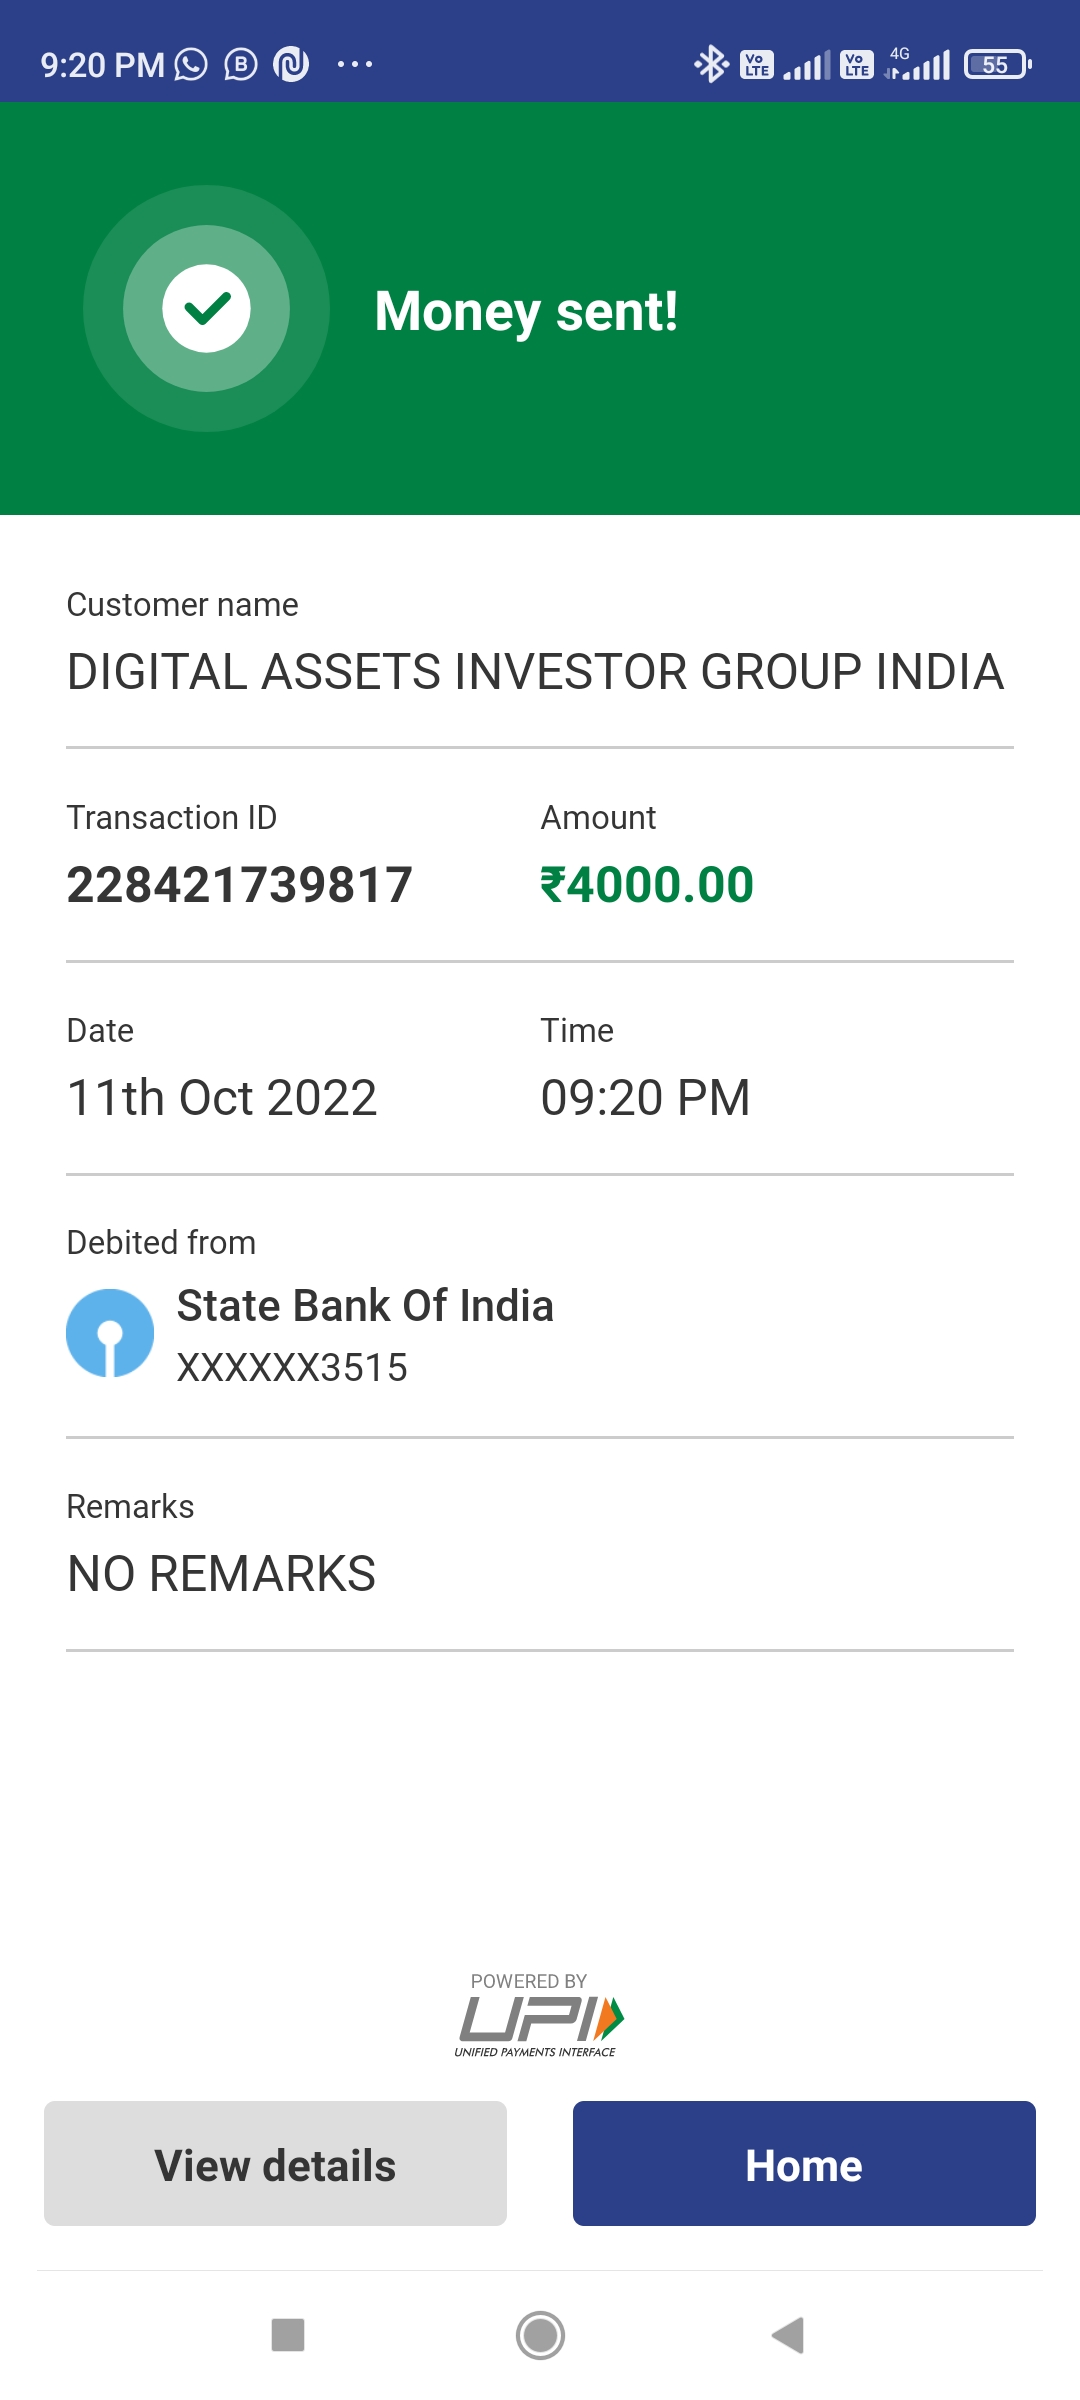 9:20 PM B ...
Vo LTE Vo LTE 4G 55
Money sent!
Customer name
DIGITAL ASSETS INVESTOR GROUP INDIA
Transaction ID Amount
228421739817 ₹4000.00
Date Time
11th Oct 2022 09:20 PM
Debited from
State Bank Of India
XXXXXX3515
Remarks
NO REMARKS
POWERED BY
UPI
UNIFIED PAYMENTS INTERFACE
View details Home